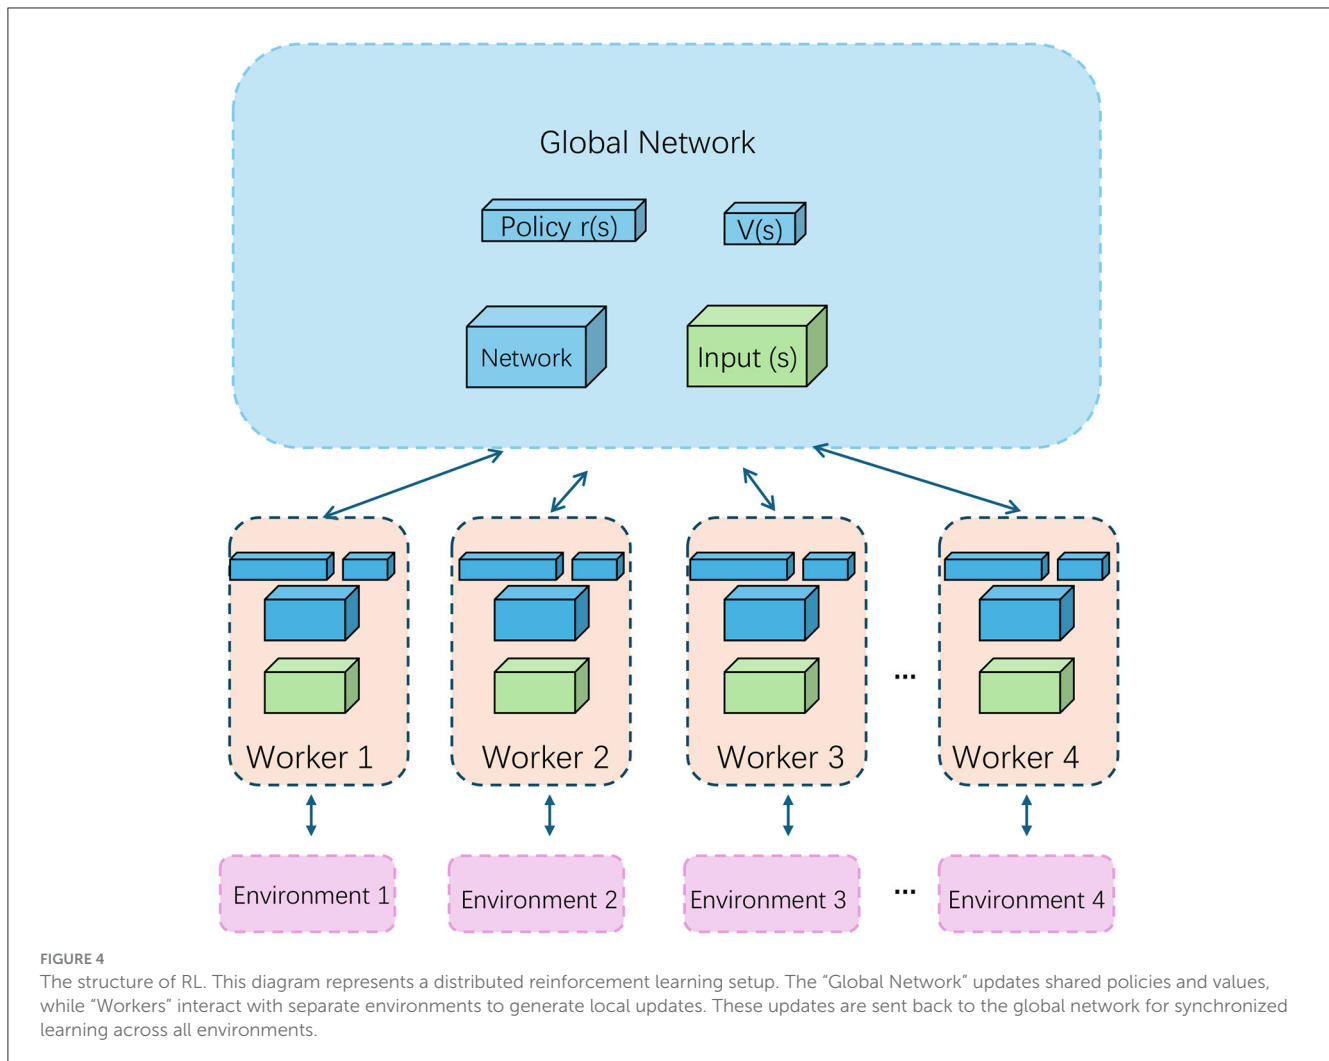 Global Network
Policy r(s)
V(s)
Network
Input (s)
...
Worker 1
Worker 2
Worker 3
Worker 4
Environment 1
Environment 2
Environment 3
...
Environment 4
FIGURE 4
The structure of RL. This diagram represents a distributed reinforcement learning setup. The “Global Network” updates shared policies and values,
while “Workers” interact with separate environments to generate local updates. These updates are sent back to the global network for synchronized
learning across all environments.